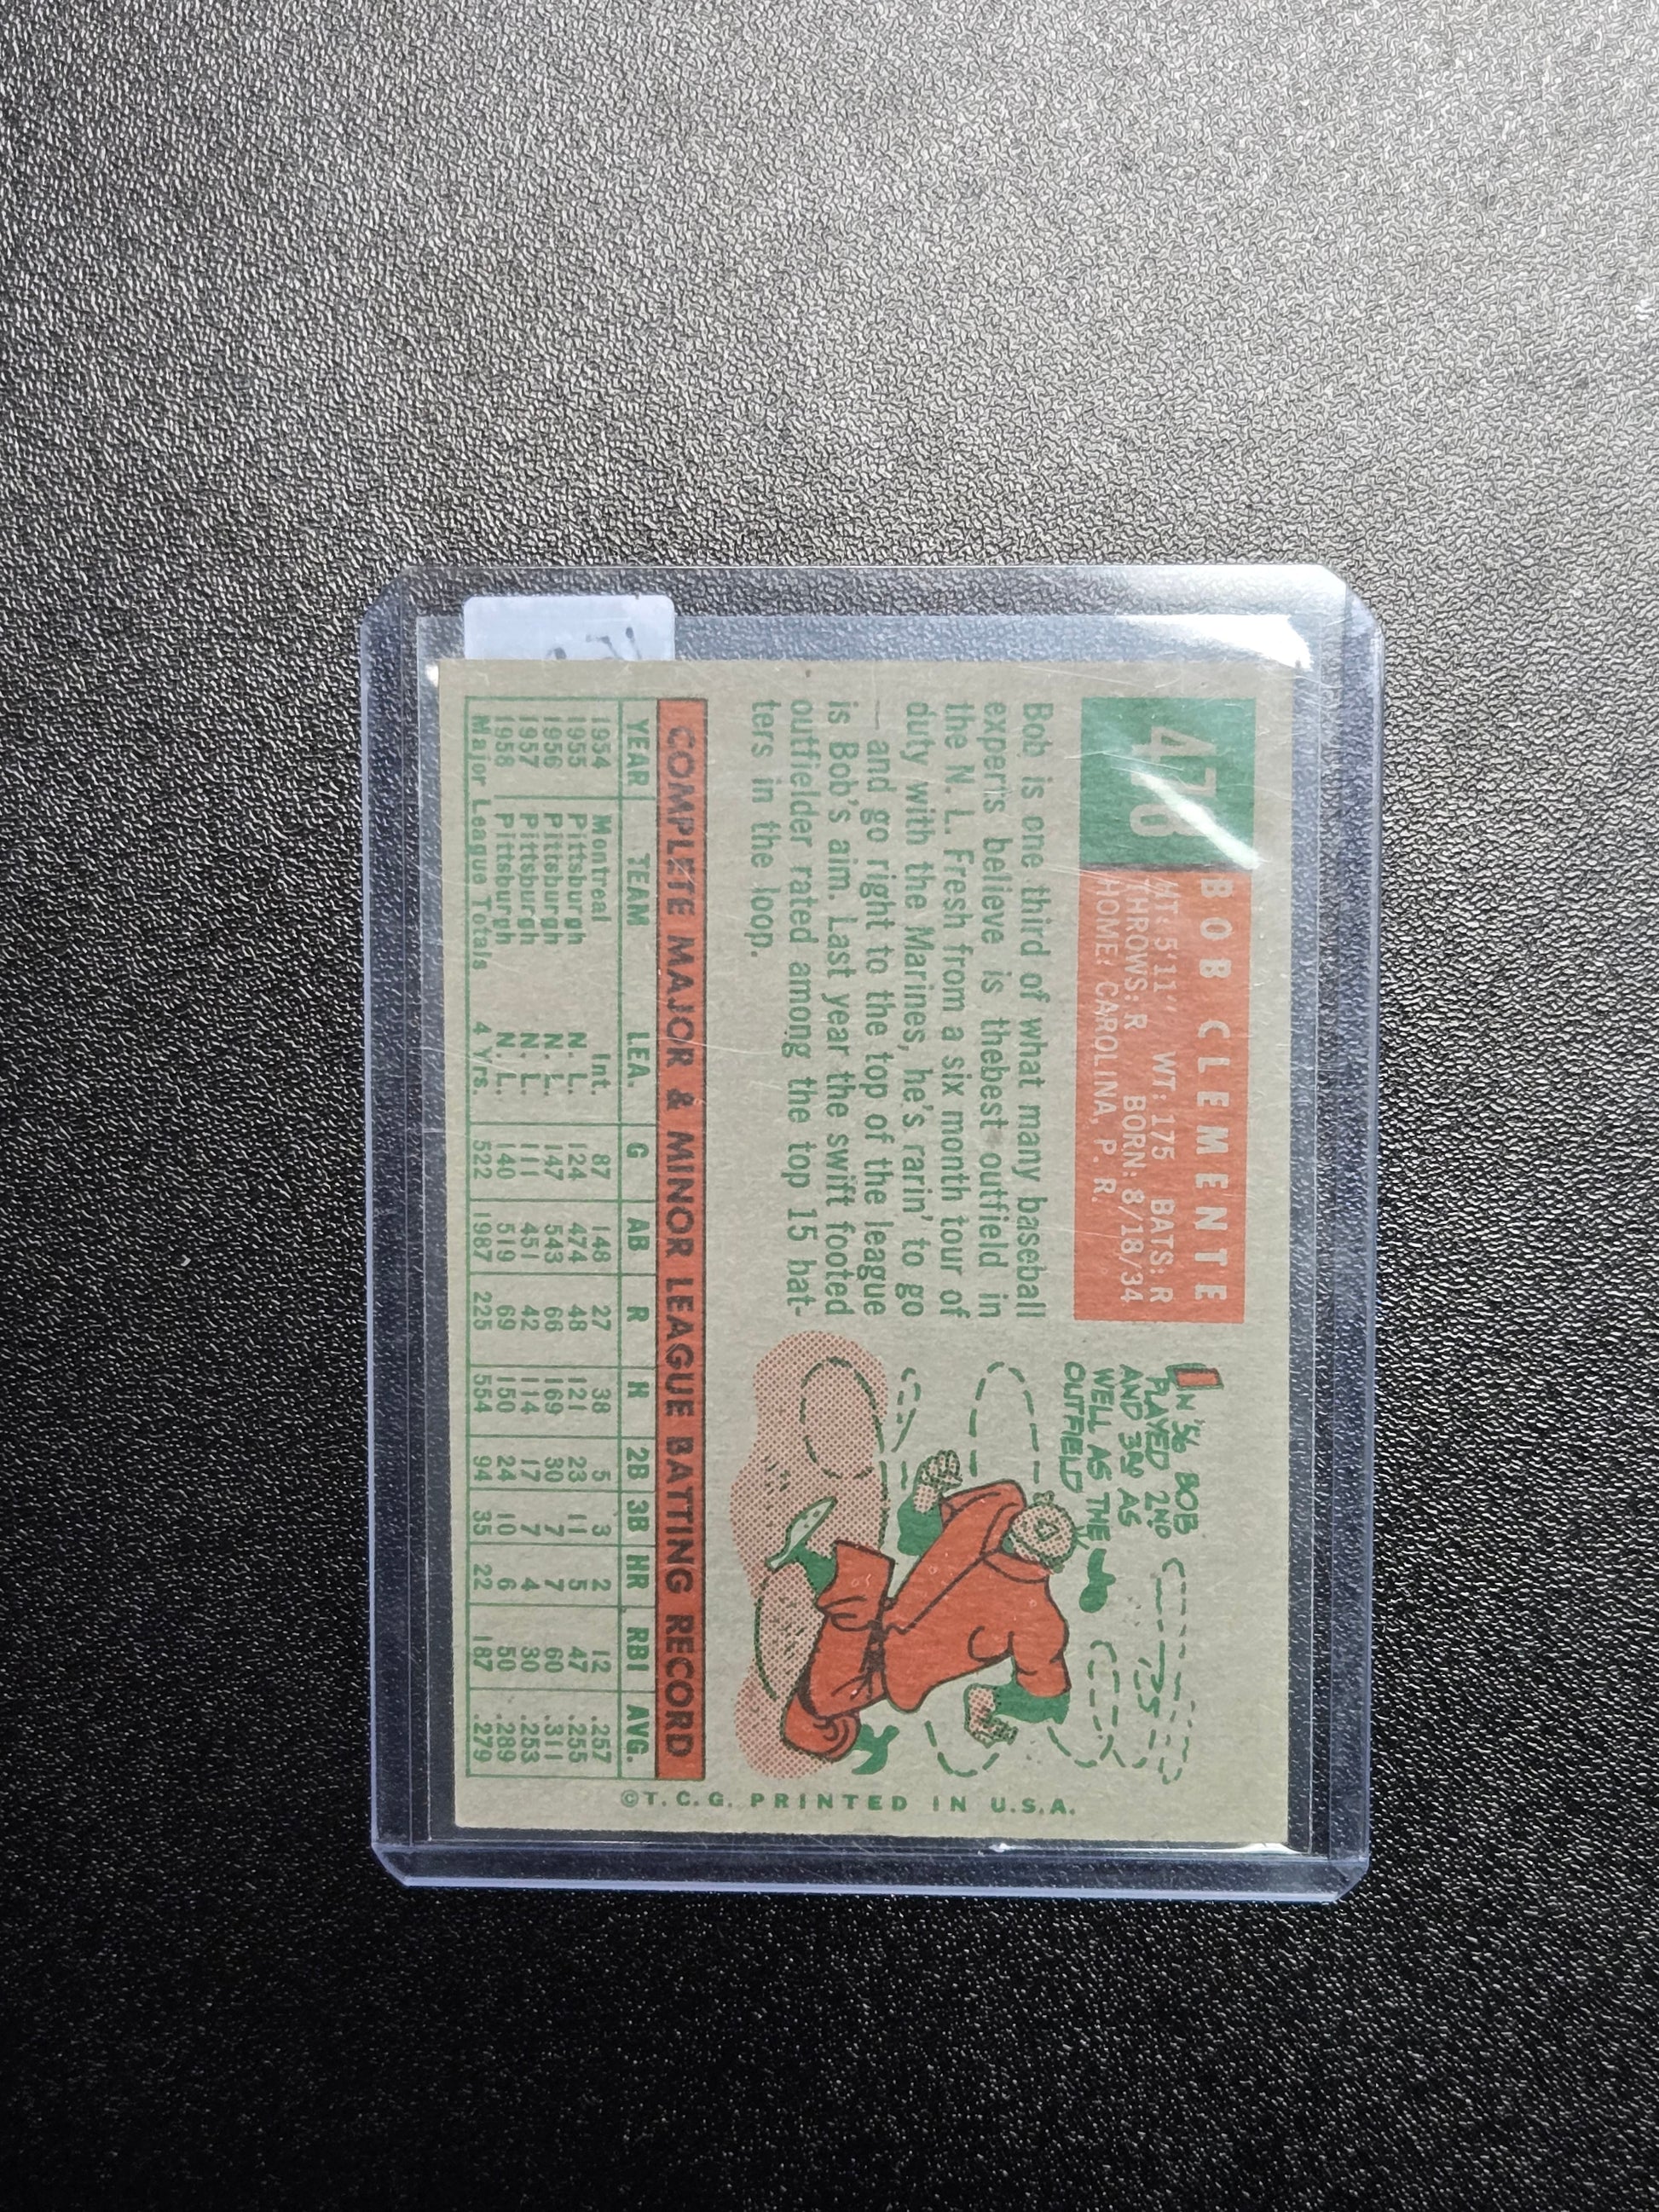 478
BOB CLEMENTE
HT: 5'11" WT: 175 BATS: R
THROWS: R BORN: 8/18/34
HOME: CAROLINA, P. R.
Bob is one third of what many baseball
experts believe is thebest outfield in
the N. L. Fresh from a six month tour of
duty with the Marines, he's rarin' to go
— and go right to the top of the league
is Bob's aim. Last year the swift footed
outfielder rated among the top 15 bat-
ters in the loop.
IN '56 BOB
PLAYED 2ND
AND 3RD AS
WELL AS THE
OUTFIELD
COMPLETE MAJOR & MINOR LEAGUE BATTING RECORD
YEAR TEAM LEA. G AB R H 2B 3B HR RBI AVG.
1954 Montreal Int. 87 148 27 38 5 3 2 12 .257
1955 Pittsburgh N. L. 124 474 48 121 23 11 5 47 .255
1956 Pittsburgh N. L. 147 543 66 169 30 7 7 60 .311
1957 Pittsburgh N. L. 111 451 42 114 17 7 4 30 .253
1958 Pittsburgh N. L. 140 519 69 150 24 10 6 50 .289
Major League Totals 4 Yrs. 522 1987 225 554 94 35 22 187 .279
©T. C. G. PRINTED IN U.S.A.